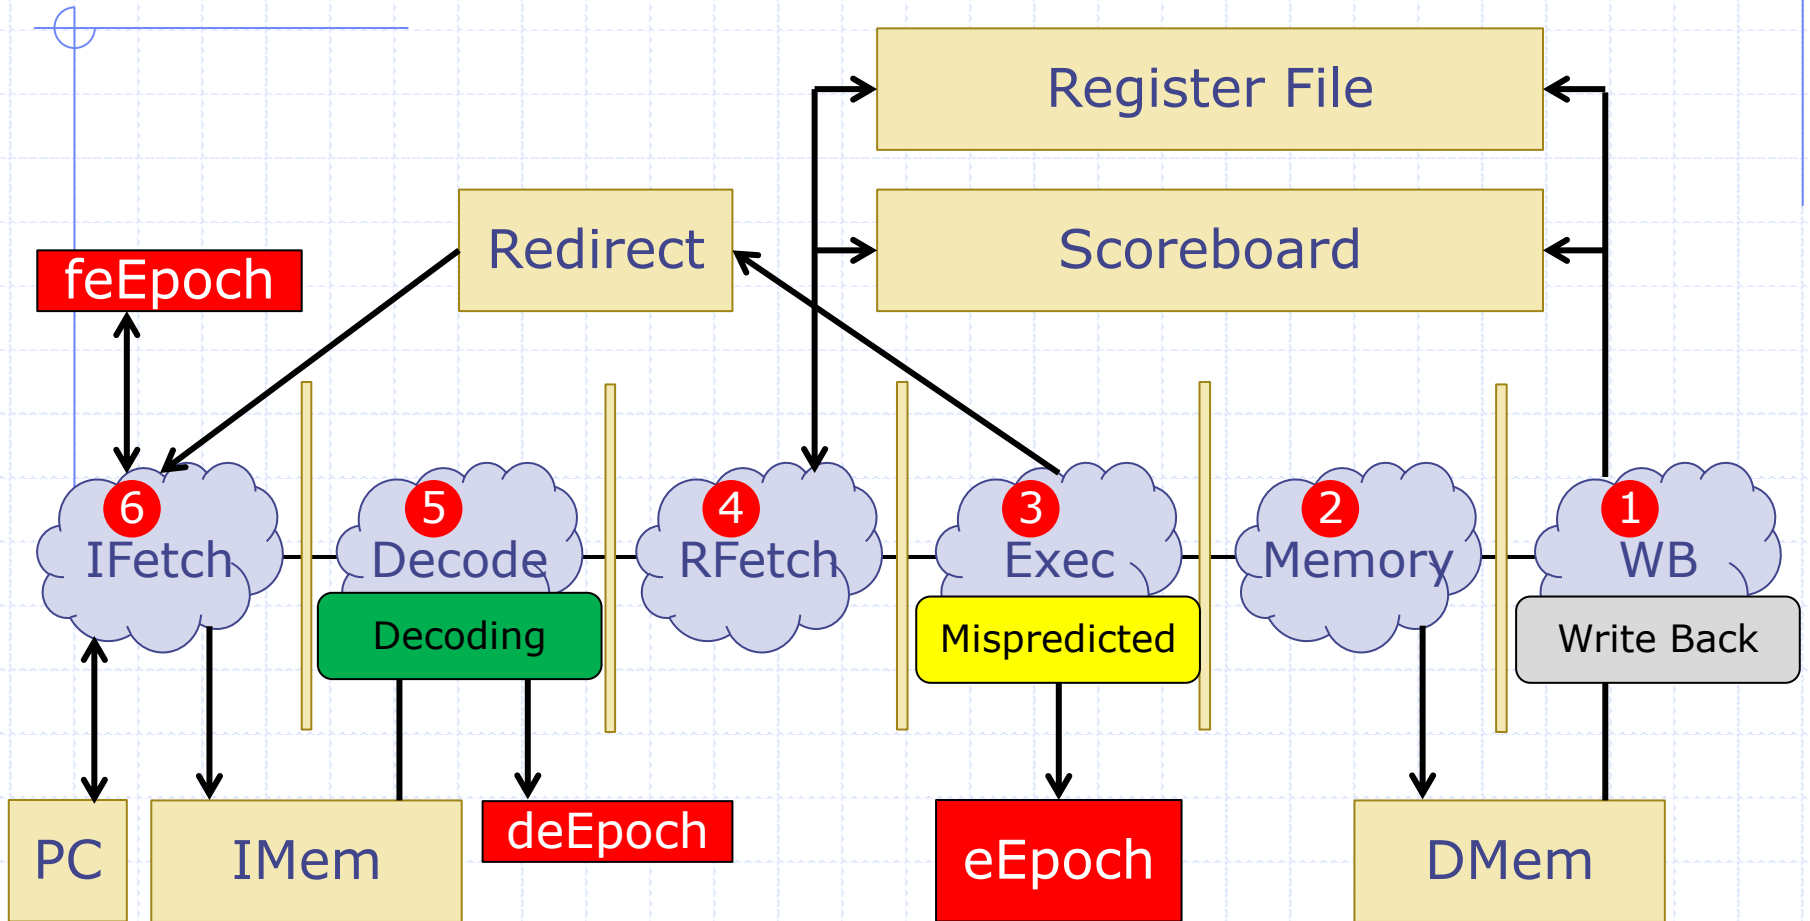 Register File
Redirect
Scoreboard
feEpoch
6
IFetch
5
Decode
4
RFetch
3
Exec
2
Memory
1
WB
Decoding
Mispredicted
Write Back
PC
IMem
deEpoch
eEpoch
DMem